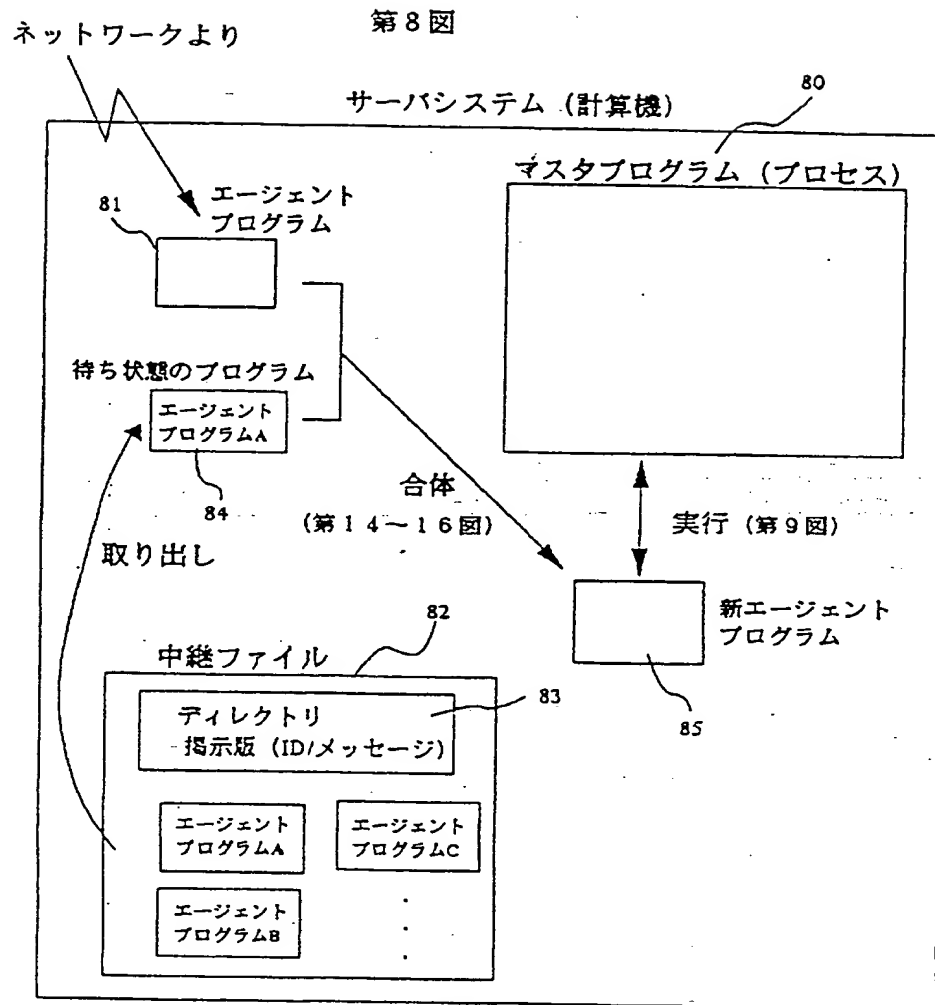 第8図
ネットワークより
サーバシステム (計算機)
80
マスタプログラム (プロセス)
エージェント
プログラム
81
待ち状態のプログラム
エージェント
プログラムA
84
合体
(第14～16図)
実行 (第9図)
取り出し
新エージェント
プログラム
85
82
中継ファイル
ディレクトリ
掲示版 (ID/メッセージ)
83
エージェント
プログラムA
エージェント
プログラムC
エージェント
プログラムB